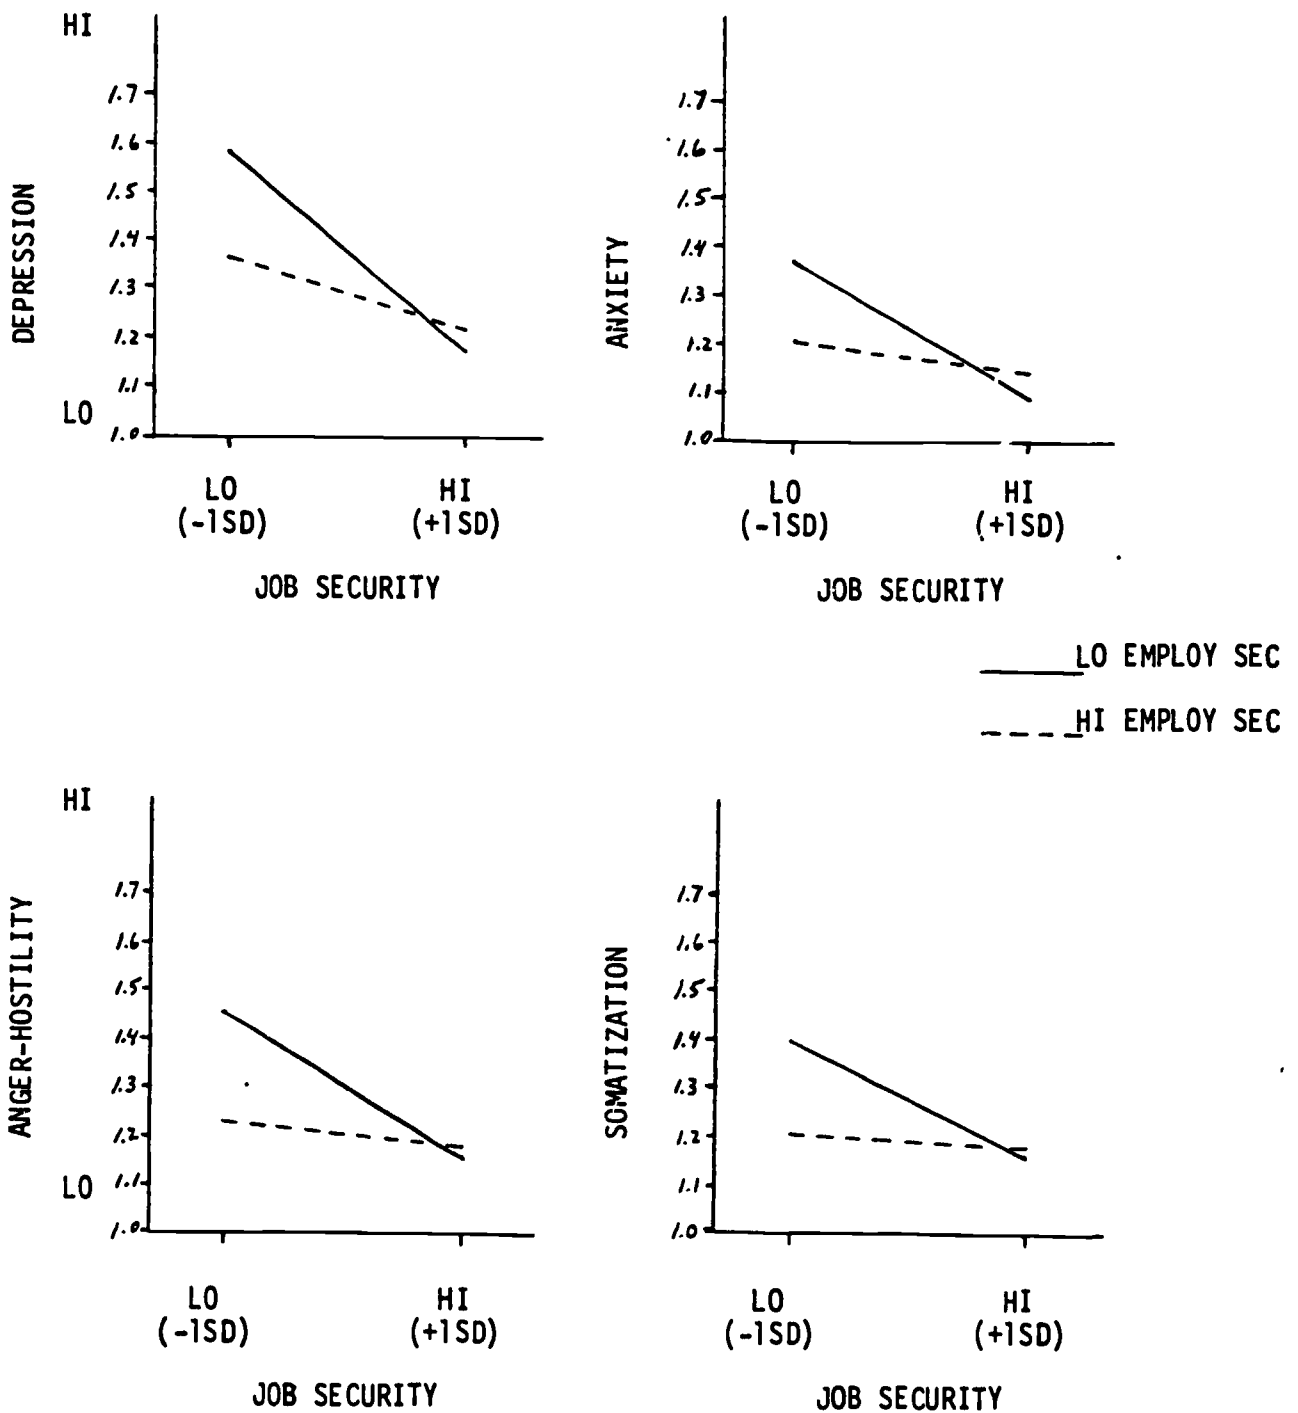 HI
DEPRESSION
1.7
1.6
1.5
1.4
1.3
1.2
1.1
LO
1.0
LO
HI
(-1SD)
(+1SD)
JOB SECURITY
ANXIETY
1.7
1.6
1.5
1.4
1.3
1.2
1.1
1.0
LO
HI
(-1SD)
(+1SD)
JOB SECURITY
LO EMPLOY SEC
HI EMPLOY SEC
HI
ANGER-HOSTILITY
1.7
1.6
1.5
1.4
1.3
1.2
1.1
LO
1.0
LO
HI
(-1SD)
(+1SD)
JOB SECURITY
SOMATIZATION
1.7
1.6
1.5
1.4
1.3
1.2
1.1
1.0
LO
HI
(-1SD)
(+1SD)
JOB SECURITY